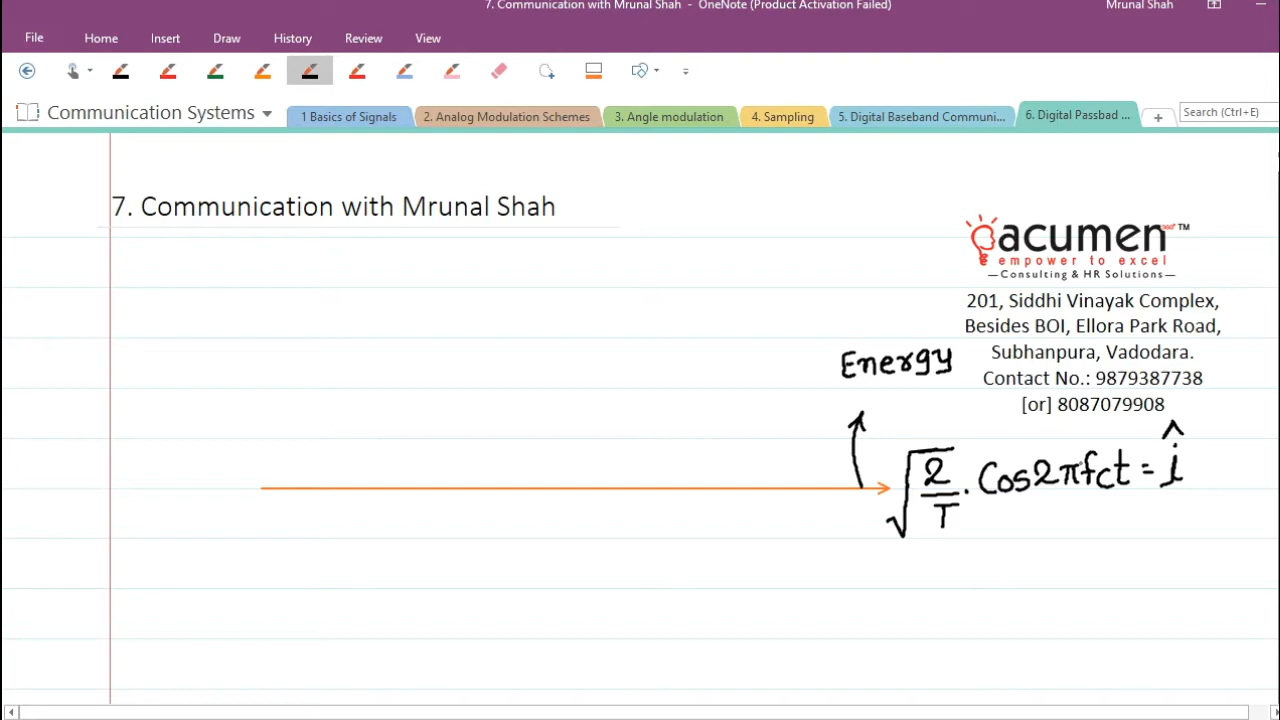 7. Communication with Mrunal Shah - OneNote (Product Activation Failed)
Mrunal Shah
File Home Insert Draw History Review View
Communication Systems
1 Basics of Signals
2. Analog Modulation Schemes
3. Angle modulation
4. Sampling
5. Digital Baseband Communi...
6. Digital Passbad ...
+
Search (Ctrl+E)
7. Communication with Mrunal Shah
acumen 360° TM
empower to excel
—Consulting & HR Solutions—
201, Siddhi Vinayak Complex,
Besides BOI, Ellora Park Road,
Subhanpura, Vadodara.
Contact No.: 9879387738
[or] 8087079908
Energy
√(2/T) . Cos2πfct = î